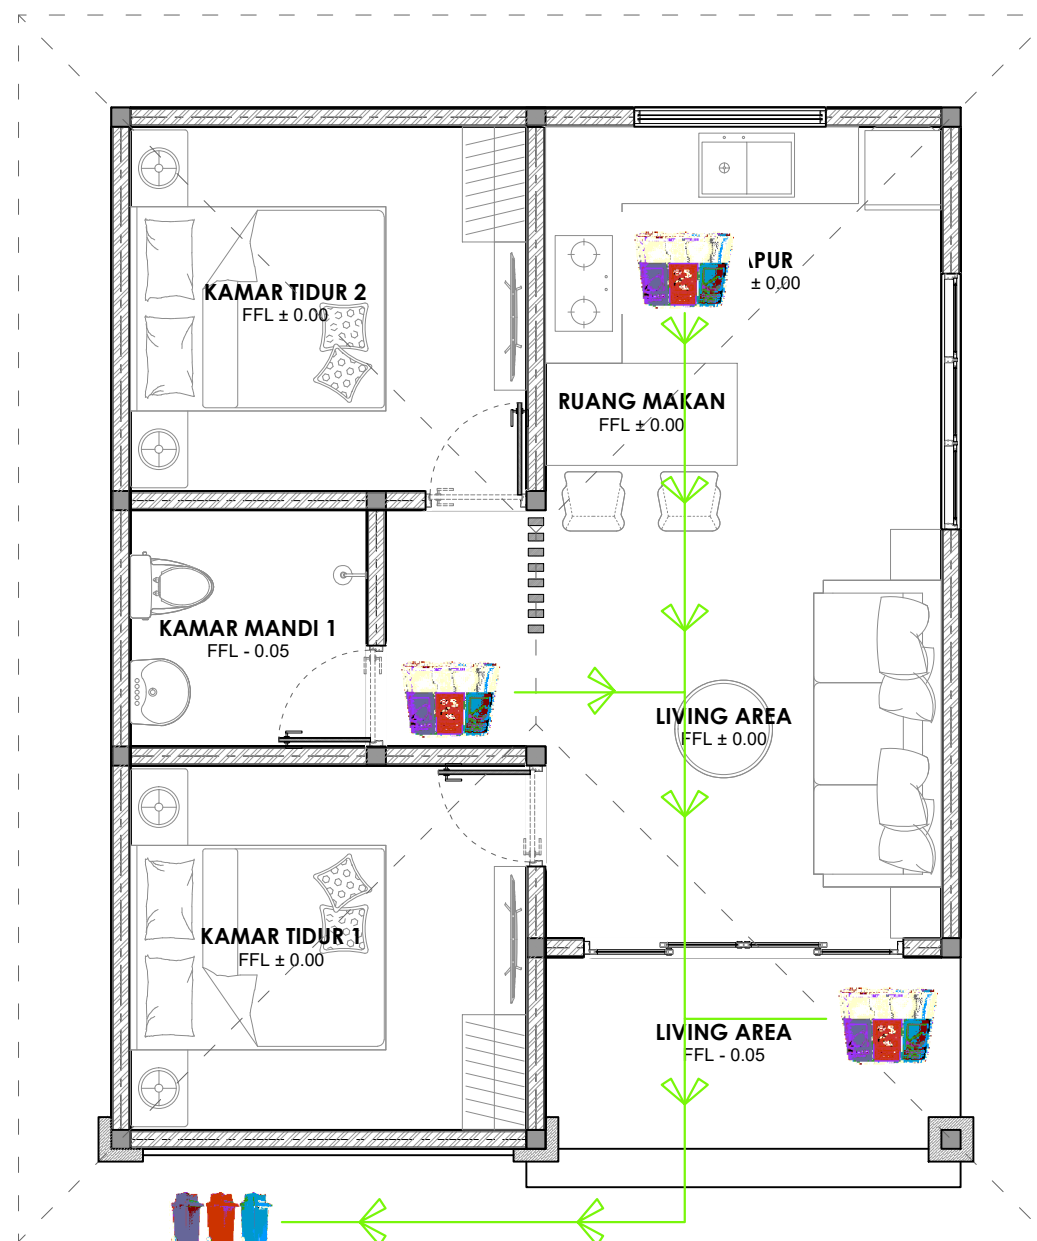 KAMAR TIDUR 2
FFL ± 0.00
APUR
± 0.00
RUANG MAKAN
FFL ± 0.00
KAMAR MANDI 1
FFL - 0.05
LIVING AREA
FFL ± 0.00
KAMAR TIDUR 1
FFL ± 0.00
LIVING AREA
FFL - 0.05